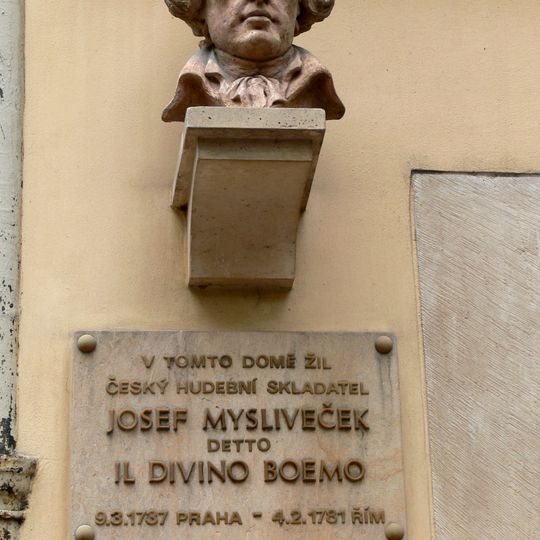 V TOMTO DOMĚ ŽIL
ČESKÝ HUDEBNÍ SKLADATEL
JOSEF MYSLIVEČEK
DETTO
IL DIVINO BOEMO
9.3.1737 PRAHA - 4.2.1781 ŘÍM